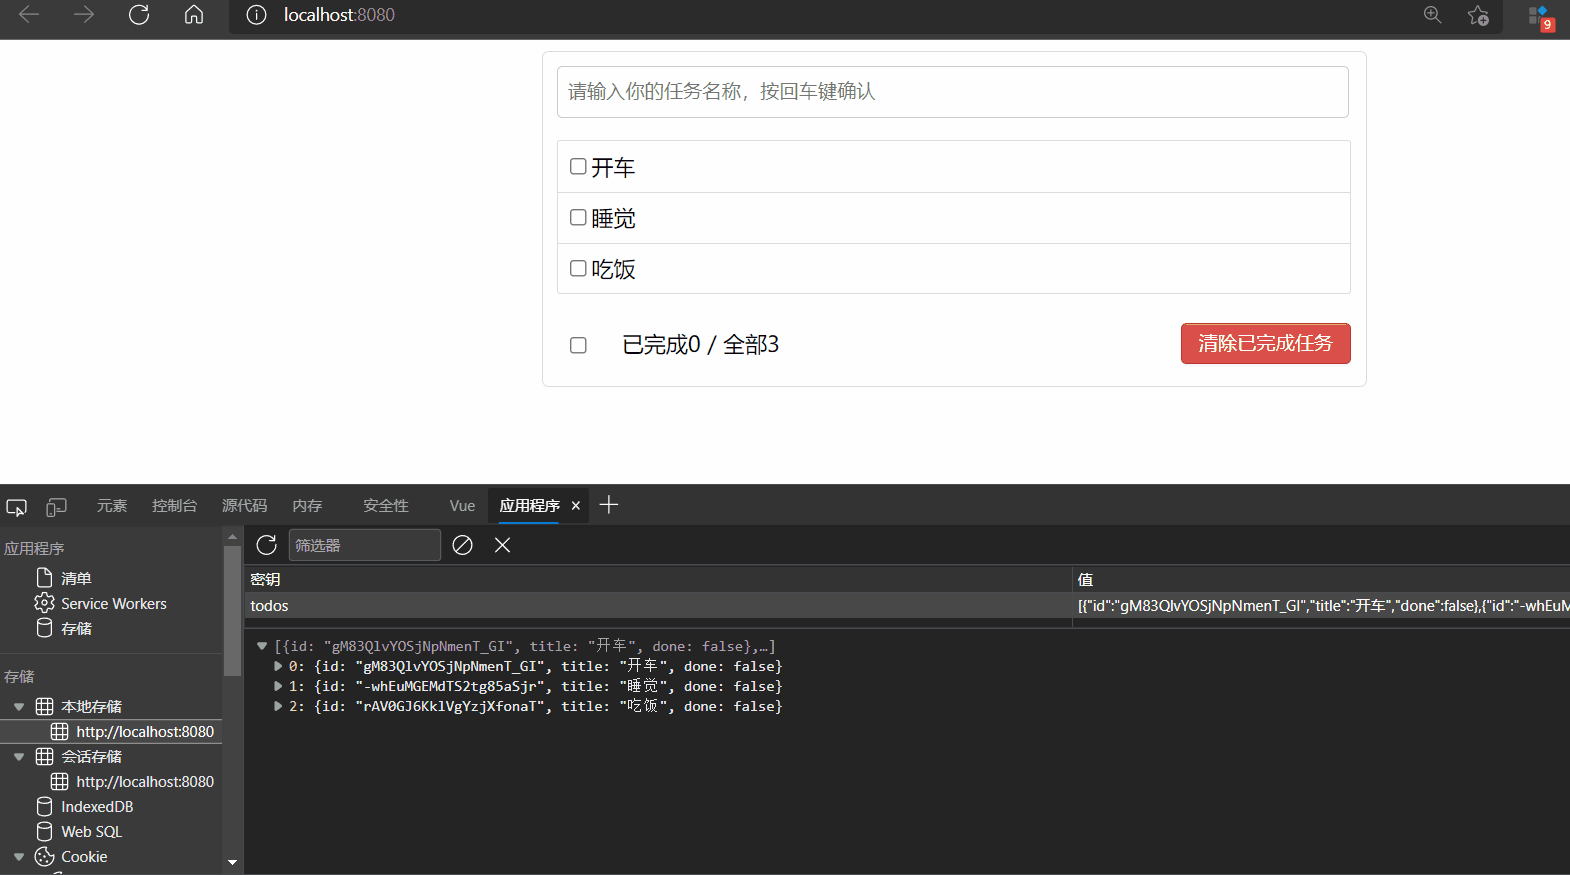 localhost:8080
9
请输入你的任务名称，按回车键确认
开车
睡觉
吃饭
已完成0 / 全部3
清除已完成任务
元素 控制台 源代码 内存 安全性 Vue 应用程序
应用程序
清单
Service Workers
存储
存储
本地存储
http://localhost:8080
会话存储
http://localhost:8080
IndexedDB
Web SQL
Cookie
筛选器
密钥 值
todos [{"id":"gM83QlvYOSjNpNmenT_GI","title":"开车","done":false},{"id":"-whEuM
[{id: "gM83QlvYOSjNpNmenT_GI", title: "开车", done: false},…]
0: {id: "gM83QlvYOSjNpNmenT_GI", title: "开车", done: false}
1: {id: "-whEuMGEMdTS2tg85aSjr", title: "睡觉", done: false}
2: {id: "rAV0GJ6KklVgYzjXfonaT", title: "吃饭", done: false}